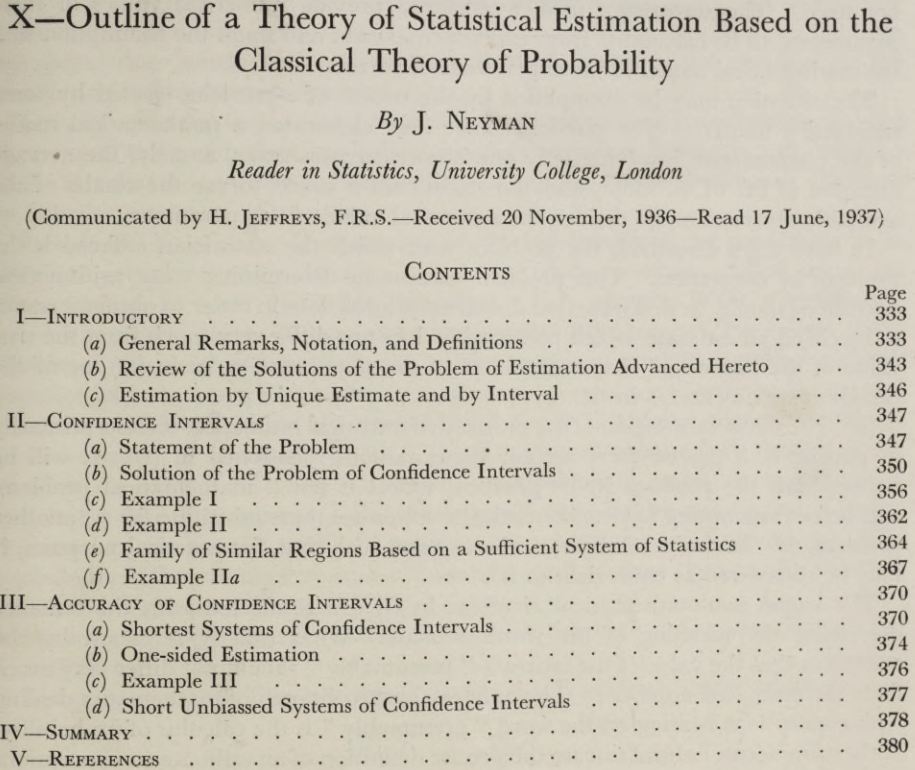 X—Outline of a Theory of Statistical Estimation Based on the
Classical Theory of Probability
By J. NEYMAN
Reader in Statistics, University College, London
(Communicated by H. JEFFREYS, F.R.S.—Received 20 November, 1936—Read 17 June, 1937)
CONTENTS
Page
I—INTRODUCTORY . . . . . . . . . . . . . . . . . . . . 333
(a) General Remarks, Notation, and Definitions . . . . . . . . . . 333
(b) Review of the Solutions of the Problem of Estimation Advanced Hereto . . . 343
(c) Estimation by Unique Estimate and by Interval . . . . . . . . . 346
II—CONFIDENCE INTERVALS . . . . . . . . . . . . . . . . . 347
(a) Statement of the Problem . . . . . . . . . . . . . . . 347
(b) Solution of the Problem of Confidence Intervals . . . . . . . . . 350
(c) Example I . . . . . . . . . . . . . . . . . . . 356
(d) Example II . . . . . . . . . . . . . . . . . . . 362
(e) Family of Similar Regions Based on a Sufficient System of Statistics . . . . 364
(f) Example IIa . . . . . . . . . . . . . . . . . . 367
III—ACCURACY OF CONFIDENCE INTERVALS . . . . . . . . . . . . . 370
(a) Shortest Systems of Confidence Intervals . . . . . . . . . . . 370
(b) One-sided Estimation . . . . . . . . . . . . . . . . 374
(c) Example III . . . . . . . . . . . . . . . . . . 376
(d) Short Unbiassed Systems of Confidence Intervals . . . . . . . . . 377
IV—SUMMARY . . . . . . . . . . . . . . . . . . . . . 378
V—REFERENCES . . . . . . . . . . . . . . . . . . . . 380